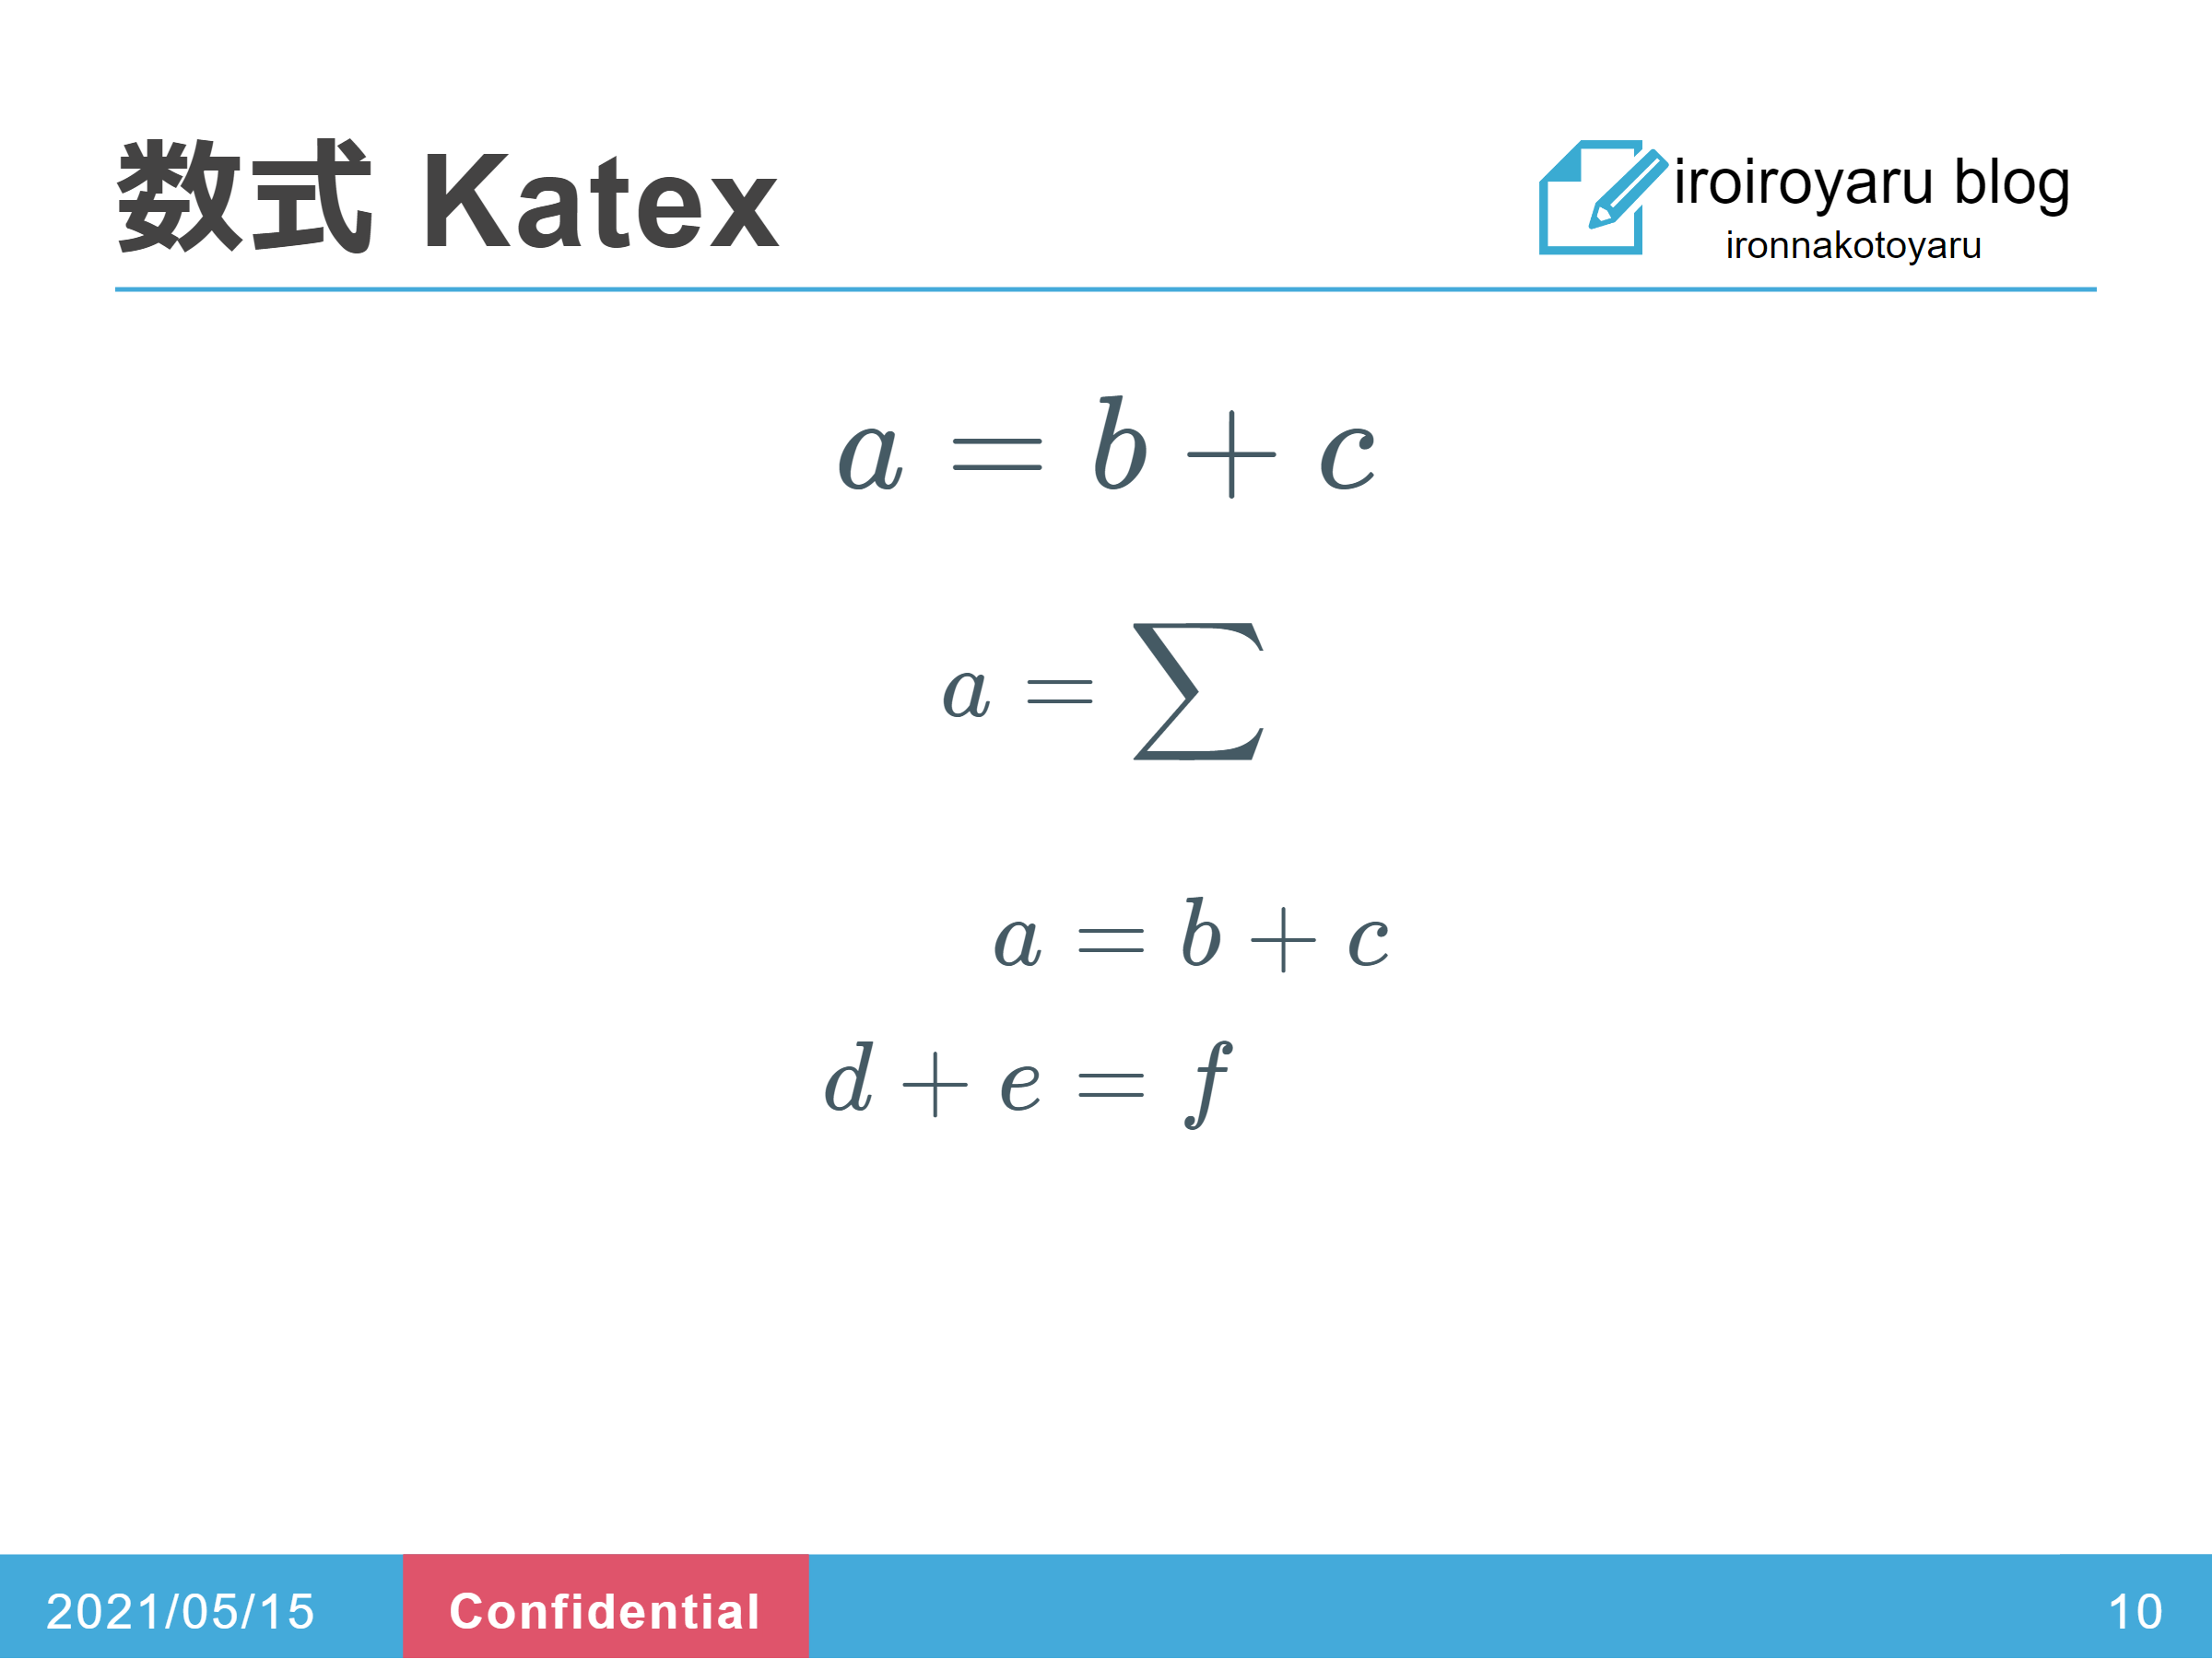 数式 Katex
iroiroyaru blog
ironnakotoyaru
a = b + c
a = ∑
a = b + c
d + e = f
2021/05/15
Confidential
10